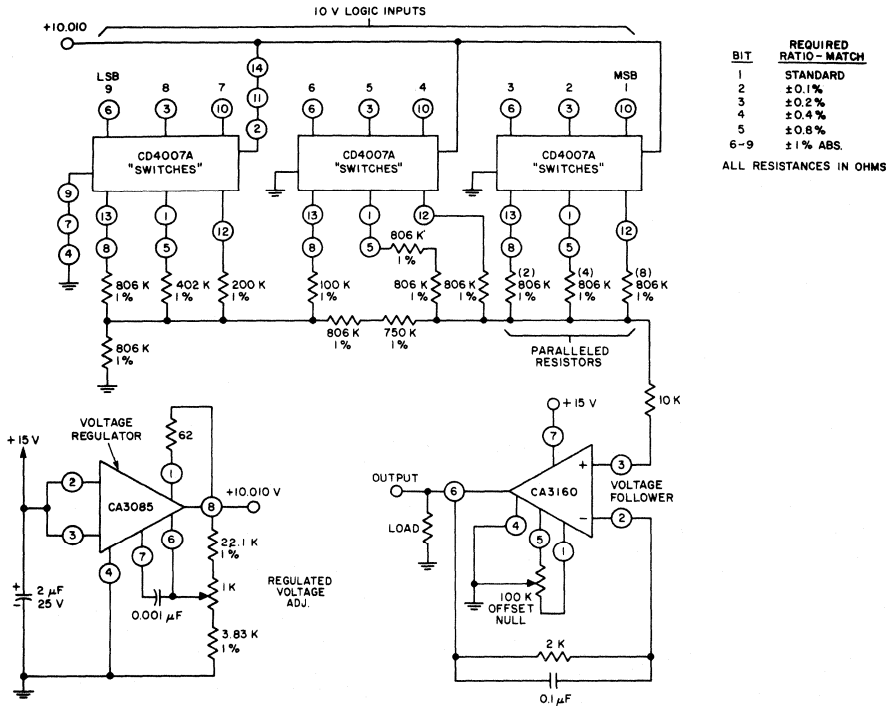 10 V LOGIC INPUTS
+10.010
REQUIRED
BIT RATIO-MATCH
1 STANDARD
2 ±0.1%
3 ±0.2%
4 ±0.4%
5 ±0.8%
6-9 ±1% ABS.
ALL RESISTANCES IN OHMS
14
11
2
LSB
9 8 7
6 3 10
6 5 4
6 3 10
MSB
3 2 1
6 3 10
CD4007A
"SWITCHES"
CD4007A
"SWITCHES"
CD4007A
"SWITCHES"
9
7
4
13 1 12
8 5
13 1 12
8 5
13 1 12
8 5
806 K
1%
402 K
1%
200 K
1%
100 K
1%
806 K
1%
806 K
1%
806 K
1%
(2)
806 K
1%
(4)
806 K
1%
(8)
806 K
1%
806 K
1%
750 K
1%
806 K
1%
PARALLELED
RESISTORS
10 K
VOLTAGE
REGULATOR
62
+15 V
1
2
3
CA3085
8
+10.010 V
4
7
6
22.1 K
1%
1K
0.001 µF
REGULATED
VOLTAGE
ADJ.
3.83 K
1%
+
-
2 µF
25 V
+15 V
7
OUTPUT
6
CA3160
+
-
3
VOLTAGE
FOLLOWER
2
LOAD
4
5
1
100 K
OFFSET
NULL
2 K
0.1 µF